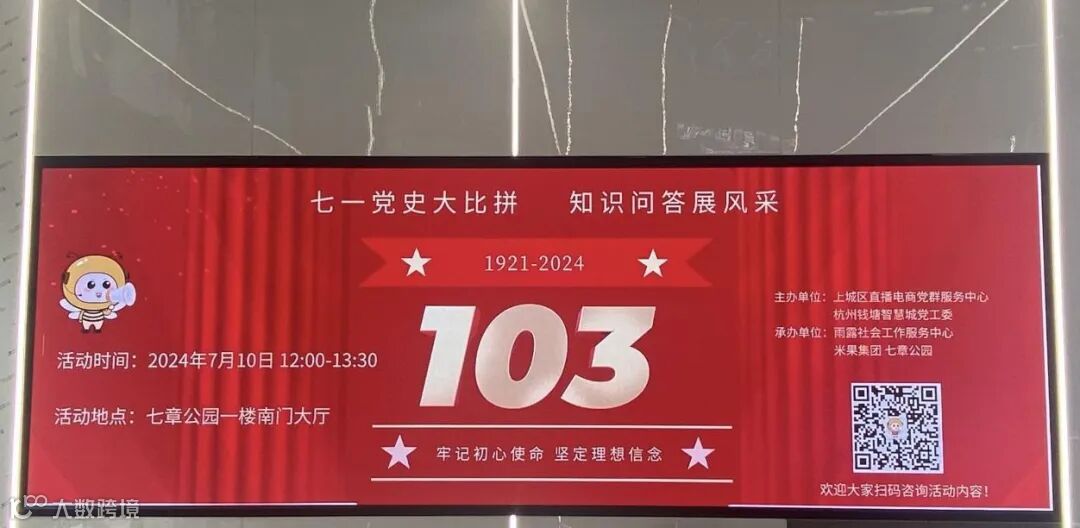 七一党史大比拼 知识问答展风采
1921-2024
103
活动时间：2024年7月10日 12:00-13:30
活动地点：七章公园一楼南门大厅
牢记初心使命 坚定理想信念
主办单位：上城区直播电商党群服务中心
杭州钱塘智慧城党工委
承办单位：雨露社会工作服务中心
米果集团 七章公园
欢迎大家扫码咨询活动内容！
大数跨境